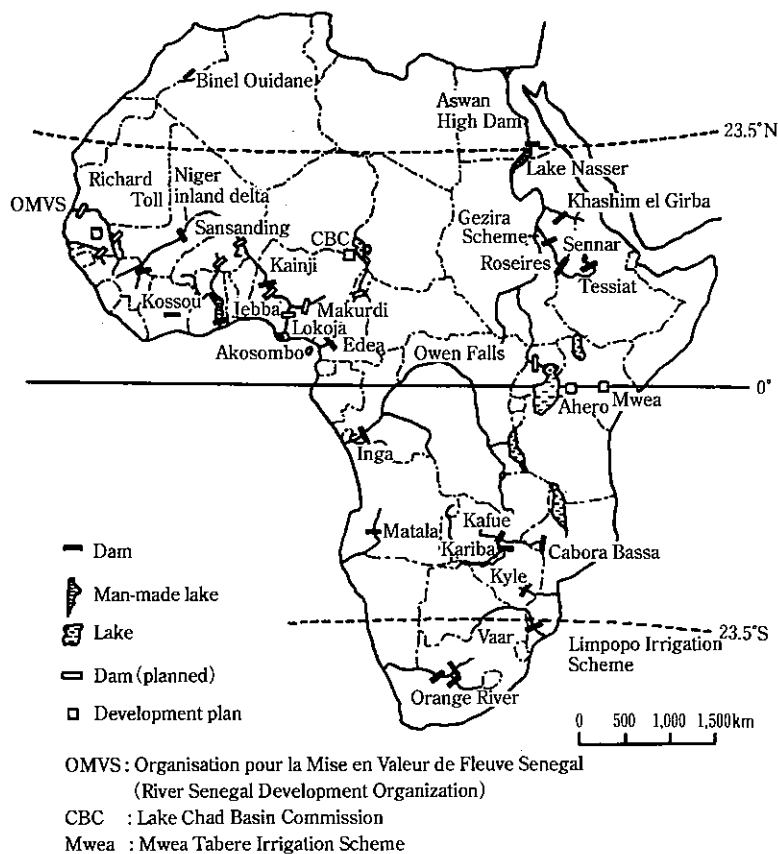 Binel Ouidane
Aswan
High Dam
23.5°N
Lake Nasser
Richard
Toll
Niger
inland delta
OMVS
Khashim el Girba
Gezira
Scheme
Sansanding
CBC
Sennar
Kainji
Roseires
Tessiat
Kossou
Jebba
Makurdi
Lokoja
Akosombo
Edea
Owen Falls
0°
Ahero
Mwea
Inga
Matala
Kafue
Kariba
Cabora Bassa
Kyle
Vaar
23.5°S
Limpopo Irrigation
Scheme
Orange River
Dam
Man-made lake
Lake
Dam (planned)
Development plan
0 500 1,000 1,500km
OMVS : Organisation pour la Mise en Valeur de Fleuve Senegal
(River Senegal Development Organization)
CBC : Lake Chad Basin Commission
Mwea : Mwea Tabere Irrigation Scheme